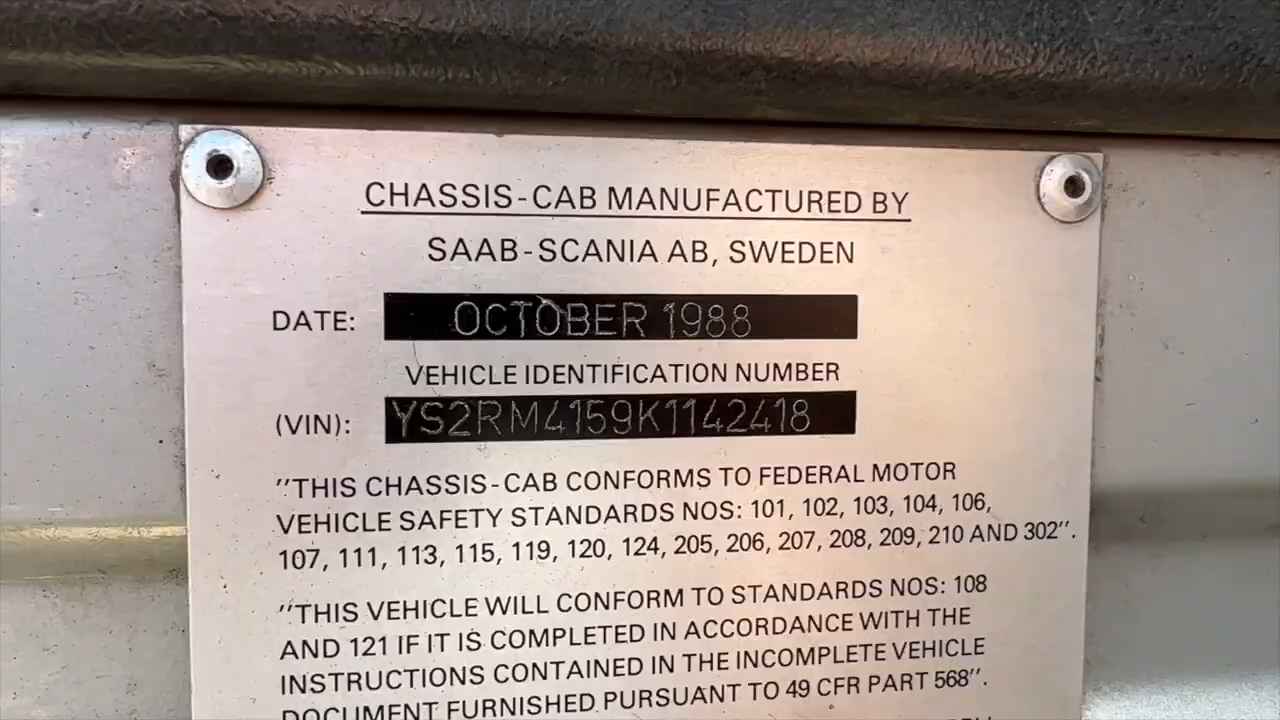 CHASSIS-CAB MANUFACTURED BY
SAAB-SCANIA AB, SWEDEN
DATE: OCTOBER 1988
VEHICLE IDENTIFICATION NUMBER
(VIN): YS2RM4159K1142418
"THIS CHASSIS-CAB CONFORMS TO FEDERAL MOTOR
VEHICLE SAFETY STANDARDS NOS: 101, 102, 103, 104, 106,
107, 111, 113, 115, 119, 120, 124, 205, 206, 207, 208, 209, 210 AND 302".
"THIS VEHICLE WILL CONFORM TO STANDARDS NOS: 108
AND 121 IF IT IS COMPLETED IN ACCORDANCE WITH THE
INSTRUCTIONS CONTAINED IN THE INCOMPLETE VEHICLE
DOCUMENT FURNISHED PURSUANT TO 49 CFR PART 568".